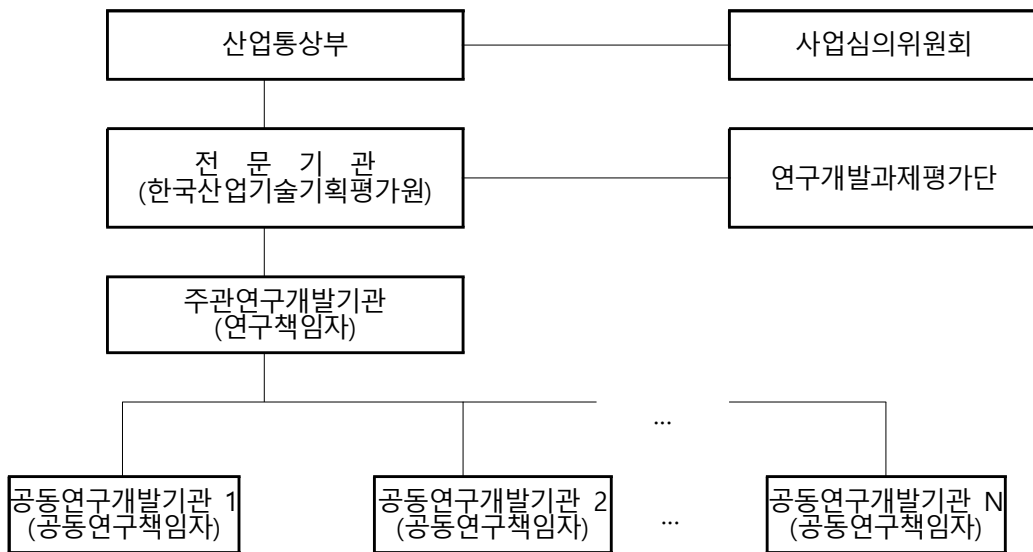 산업통상부
사업심의위원회
전 문 기 관
(한국산업기술기획평가원)
연구개발과제평가단
주관연구개발기관
(연구책임자)
...
공동연구개발기관 1
(공동연구책임자)
공동연구개발기관 2
(공동연구책임자)
...
공동연구개발기관 N
(공동연구책임자)